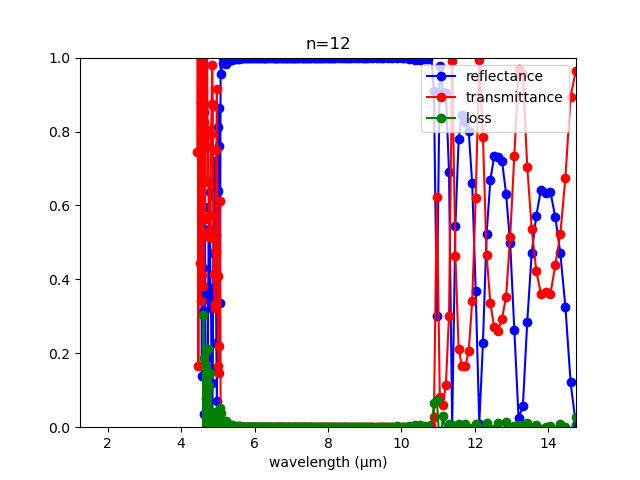 n=12
1.0
0.8
0.6
0.4
0.2
0.0
reflectance
transmittance
loss
2 4 6 8 10 12 14
wavelength (μm)